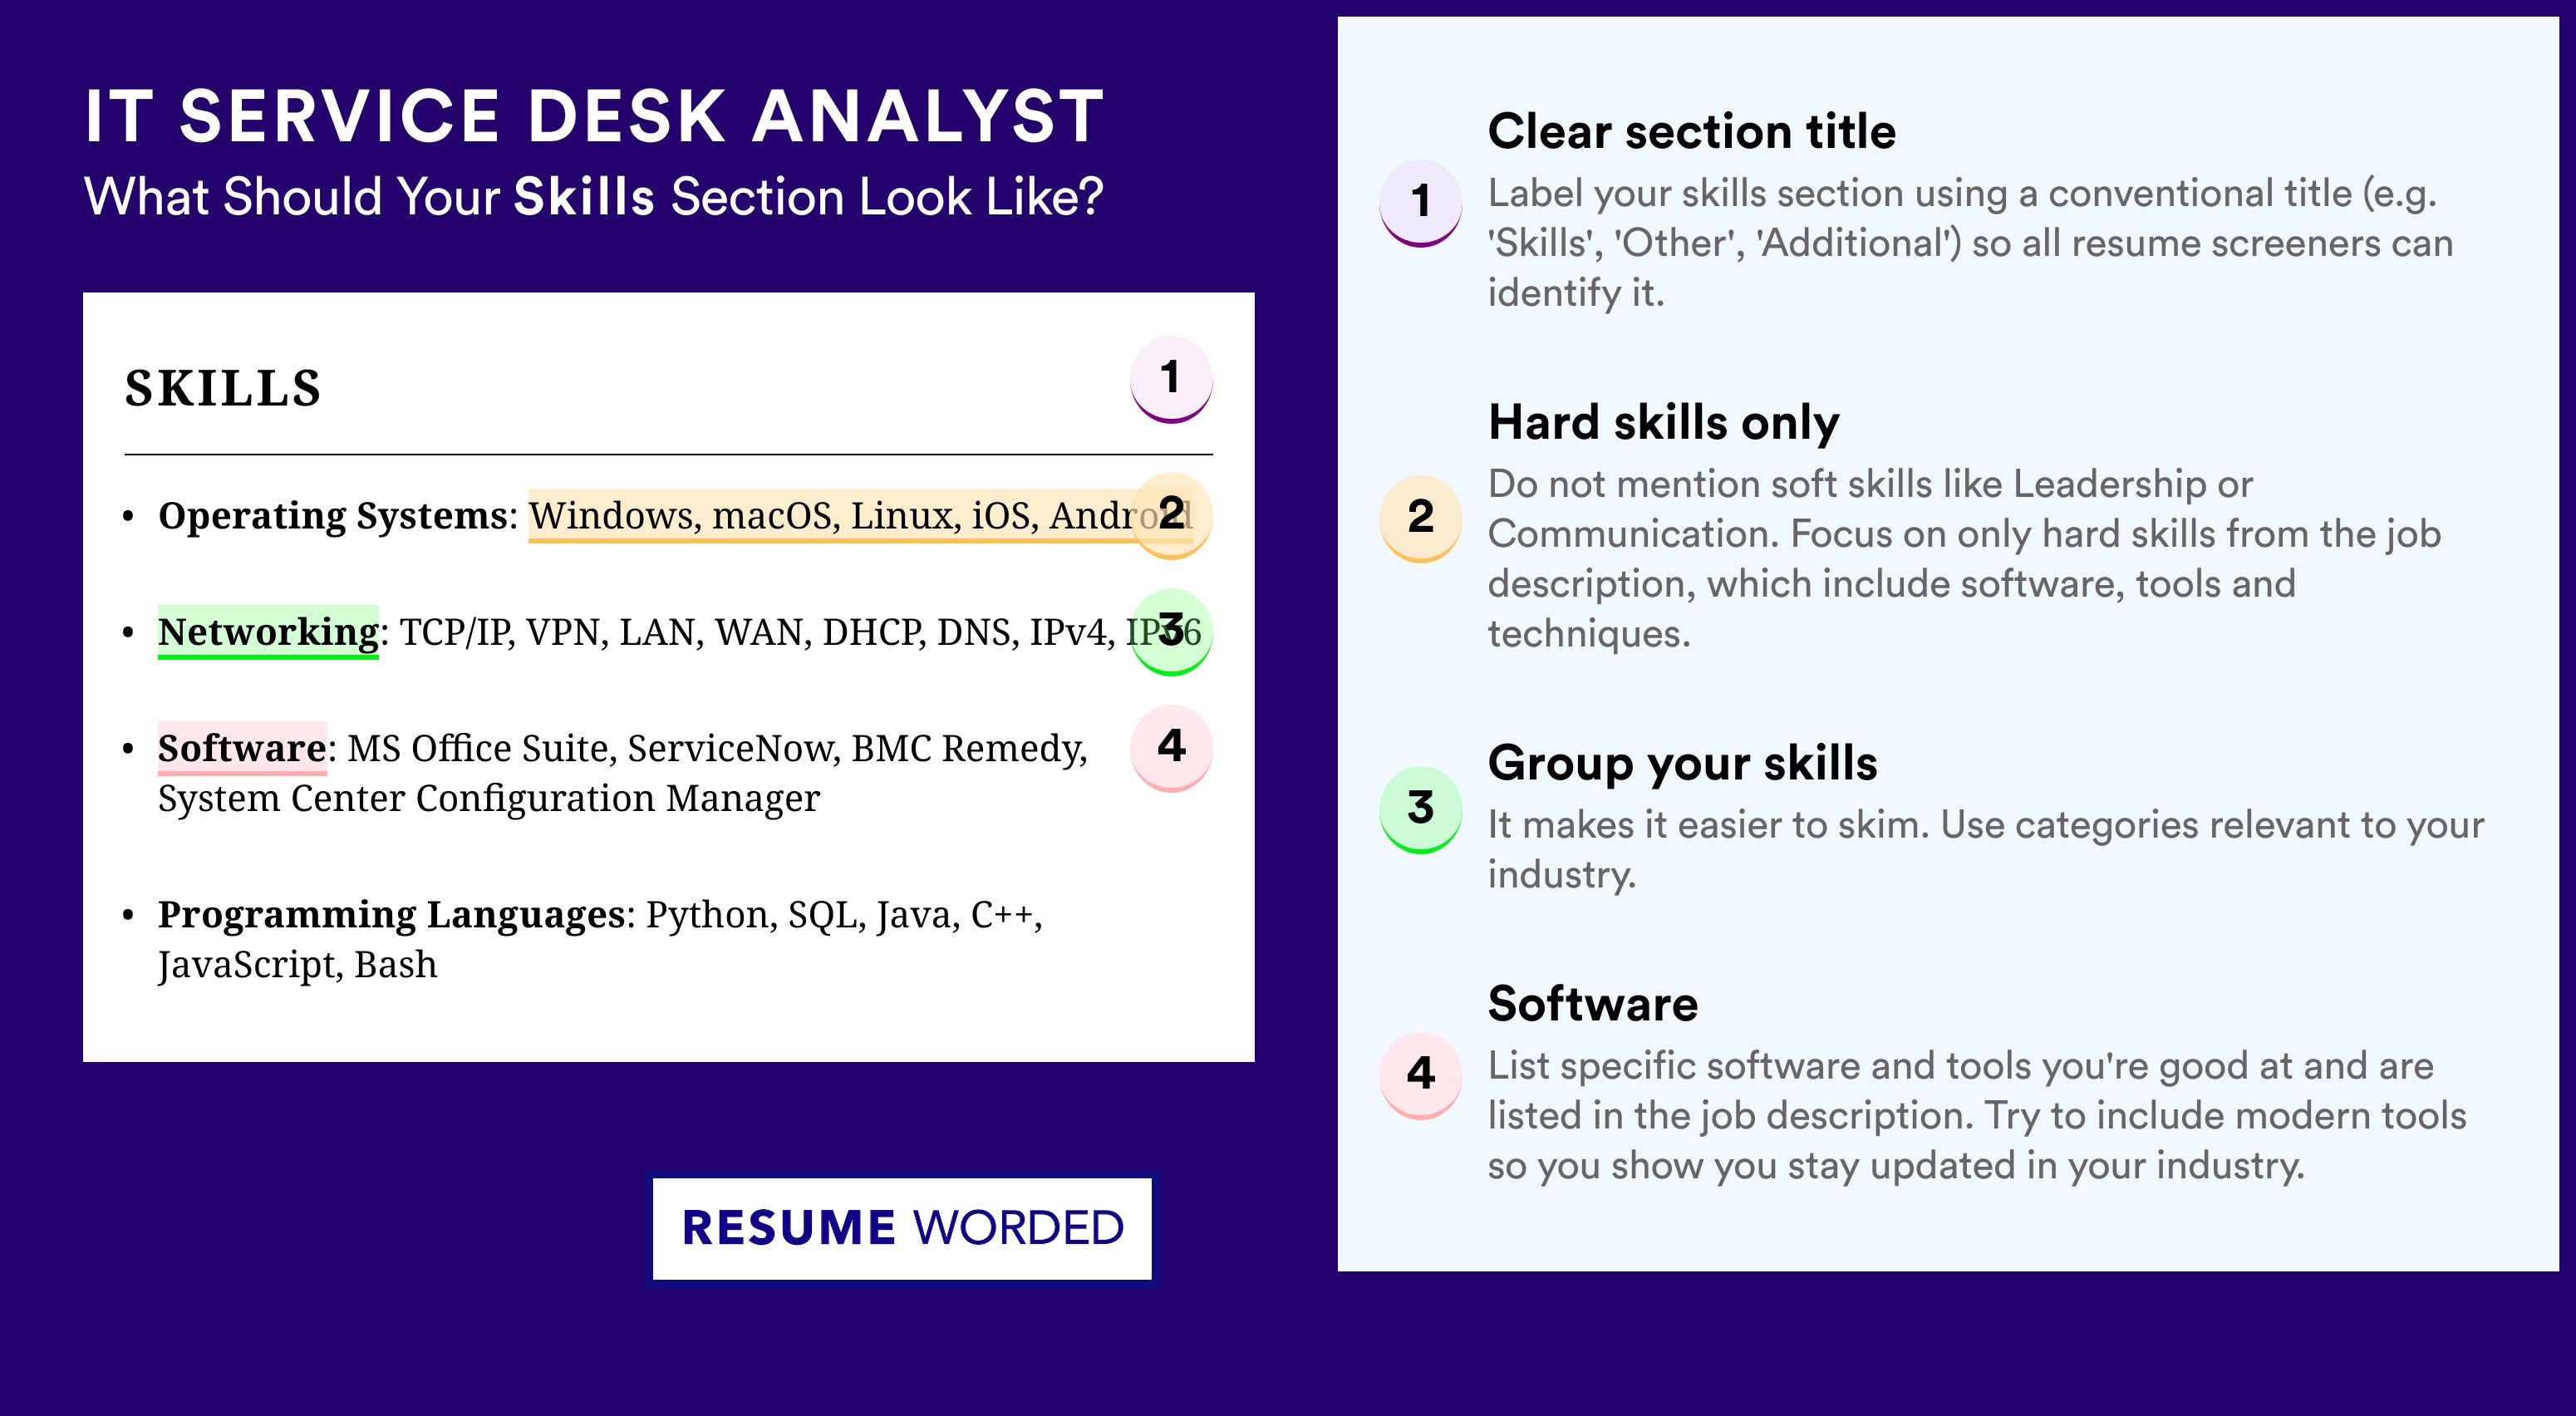 IT SERVICE DESK ANALYST
What Should Your Skills Section Look Like?
SKILLS
1
• Operating Systems: Windows, macOS, Linux, iOS, Android
2
• Networking: TCP/IP, VPN, LAN, WAN, DHCP, DNS, IPv4, IPv6
3
• Software: MS Office Suite, ServiceNow, BMC Remedy,
System Center Configuration Manager
4
• Programming Languages: Python, SQL, Java, C++,
JavaScript, Bash
RESUME WORDED
1
Clear section title
Label your skills section using a conventional title (e.g.
'Skills', 'Other', 'Additional') so all resume screeners can
identify it.
2
Hard skills only
Do not mention soft skills like Leadership or
Communication. Focus on only hard skills from the job
description, which include software, tools and
techniques.
3
Group your skills
It makes it easier to skim. Use categories relevant to your
industry.
4
Software
List specific software and tools you're good at and are
listed in the job description. Try to include modern tools
so you show you stay updated in your industry.